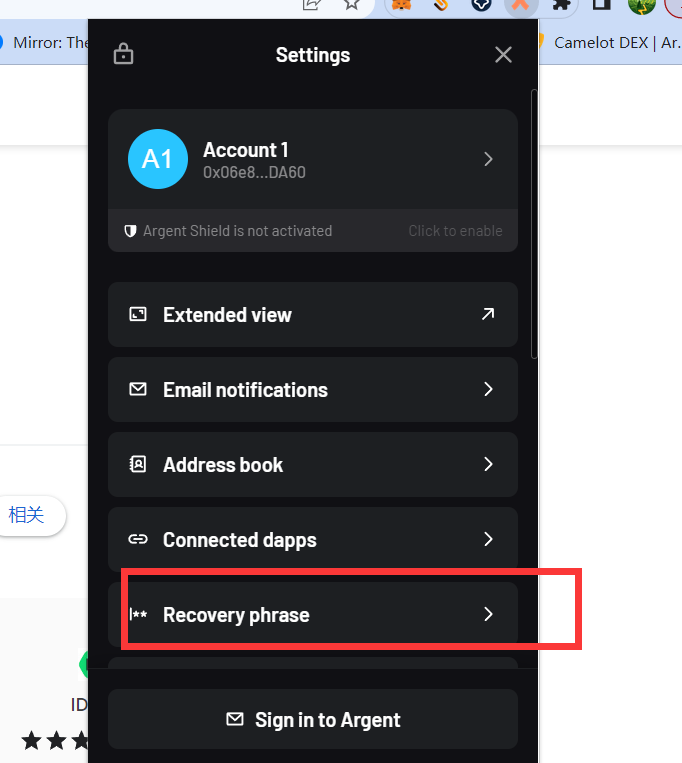 Mirror: The
Camelot DEX | Ar...
Settings
A1
Account 1
0x06e8...DA60
Argent Shield is not activated
Click to enable
Extended view
Email notifications
Address book
Connected dapps
相关
|** Recovery phrase
ID
Sign in to Argent